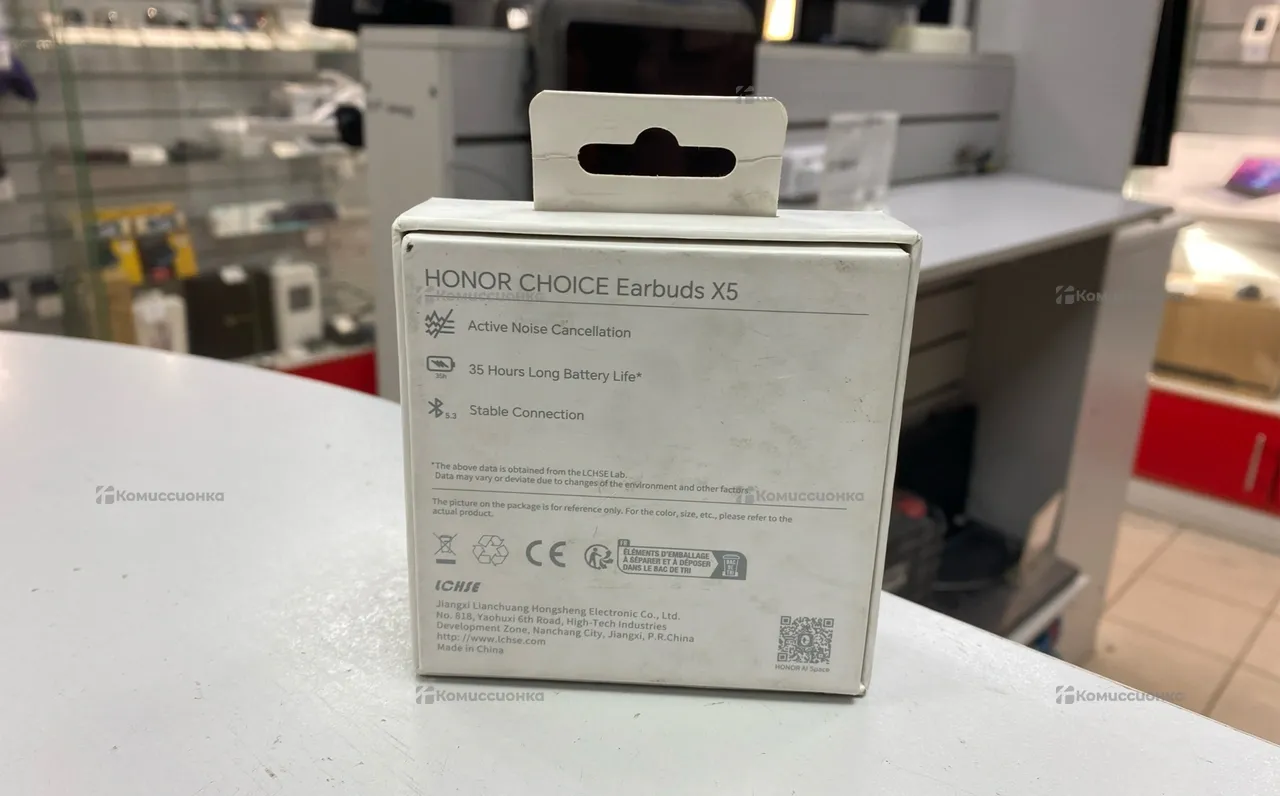 HONOR CHOICE Earbuds X5
Комиссионка
Active Noise Cancellation
35h
35 Hours Long Battery Life*
5.3
Stable Connection
*The above data is obtained from the LCHSE Lab.
Data may vary or deviate due to changes of the environment and other factors.
Комиссионка
Комиссионка
The picture on the package is for reference only. For the color, size, etc., please refer to the
actual product.
CE
FR
ÉLÉMENTS D'EMBALLAGE
À SÉPARER ET À DÉPOSER
DANS LE BAC DE TRI
BAC
DE
TRI
LCHSE
Jiangxi Lianchuang Hongsheng Electronic Co., Ltd.
No. 818, Yaohuxi 6th Road, High-Tech Industries
Development Zone, Nanchang City, Jiangxi, P.R.China
http://www.lchse.com
Made in China
HONOR AI Space
Комиссионка
Комиссионка